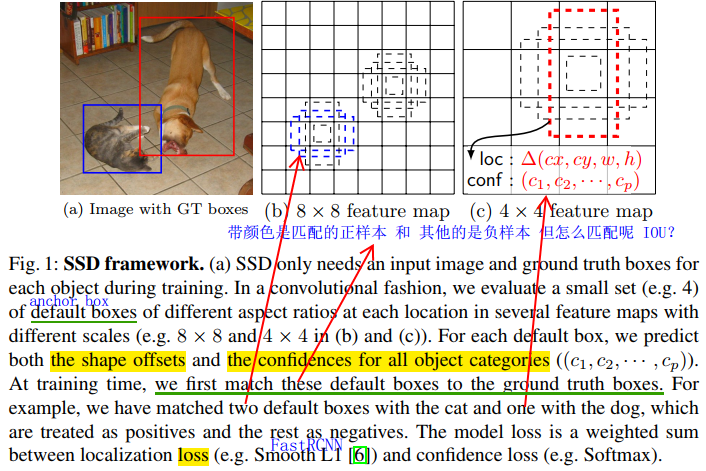 loc : Δ(cx, cy, w, h)
conf : (c₁, c₂, ⋯, cₚ)
(a) Image with GT boxes (b) 8 × 8 feature map (c) 4 × 4 feature map
带颜色是匹配的正样本 和 其他的是负样本 但怎么匹配呢 IOU?
Fig. 1: SSD framework. (a) SSD only needs an input image and ground truth boxes for
each object during training. In a convolutional fashion, we evaluate a small set (e.g. 4)
anchor box
of default boxes of different aspect ratios at each location in several feature maps with
different scales (e.g. 8 × 8 and 4 × 4 in (b) and (c)). For each default box, we predict
both the shape offsets and the confidences for all object categories ((c₁, c₂, ⋯, cₚ)).
At training time, we first match these default boxes to the ground truth boxes. For
example, we have matched two default boxes with the cat and one with the dog, which
are treated as positives and the rest as negatives. The model loss is a weighted sum
FastRCNN
between localization loss (e.g. Smooth L1 [6]) and confidence loss (e.g. Softmax).